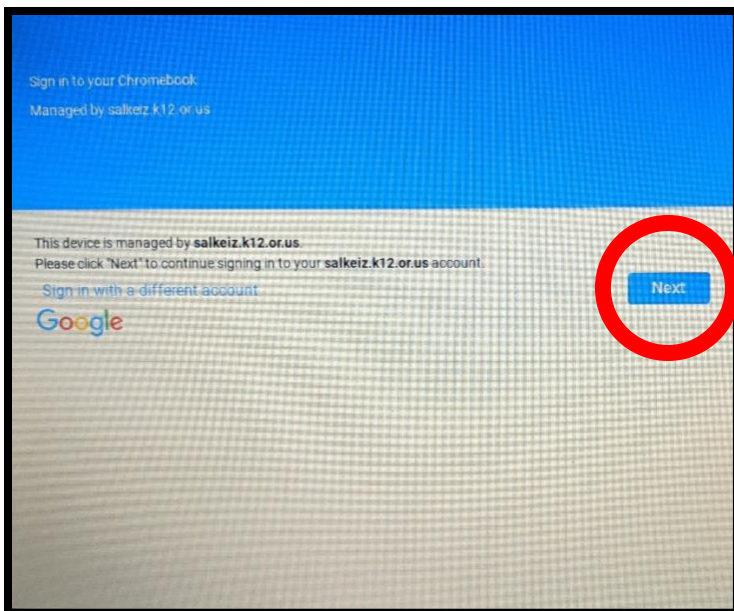 Sign in to your Chromebook
Managed by salkeiz.k12.or.us
This device is managed by salkeiz.k12.or.us.
Please click "Next" to continue signing in to your salkeiz.k12.or.us account.
Next
Sign in with a different account
Google